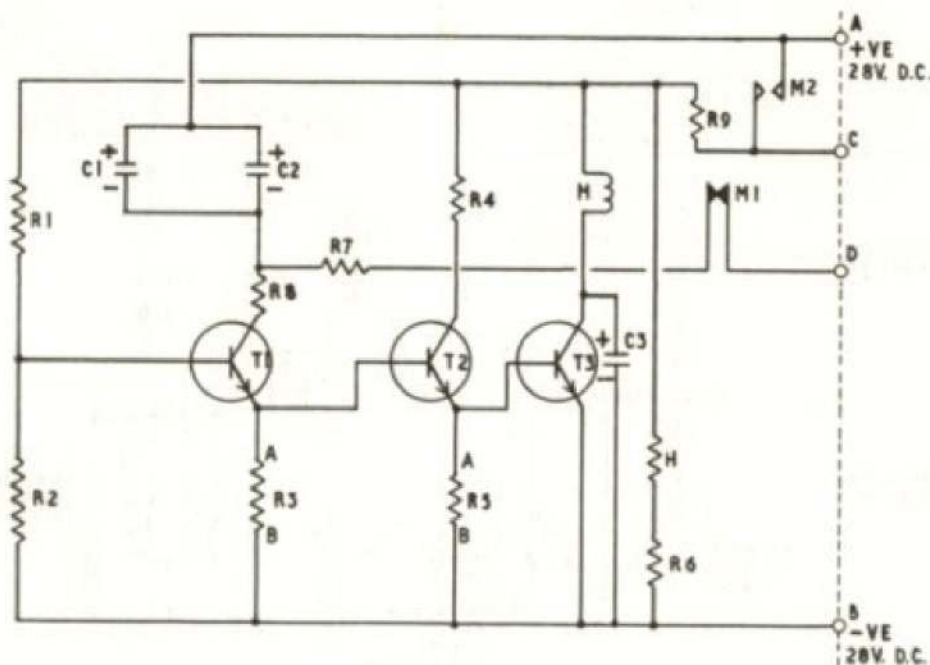 A
+VE
28V. D.C.
M2
R9
C
C1
+
-
+
C2
-
R1
R4
M
M1
R7
D
R8
T1
T2
T3
+
C3
-
A
R3
B
A
R5
B
H
R2
R6
B
-VE
28V. D.C.